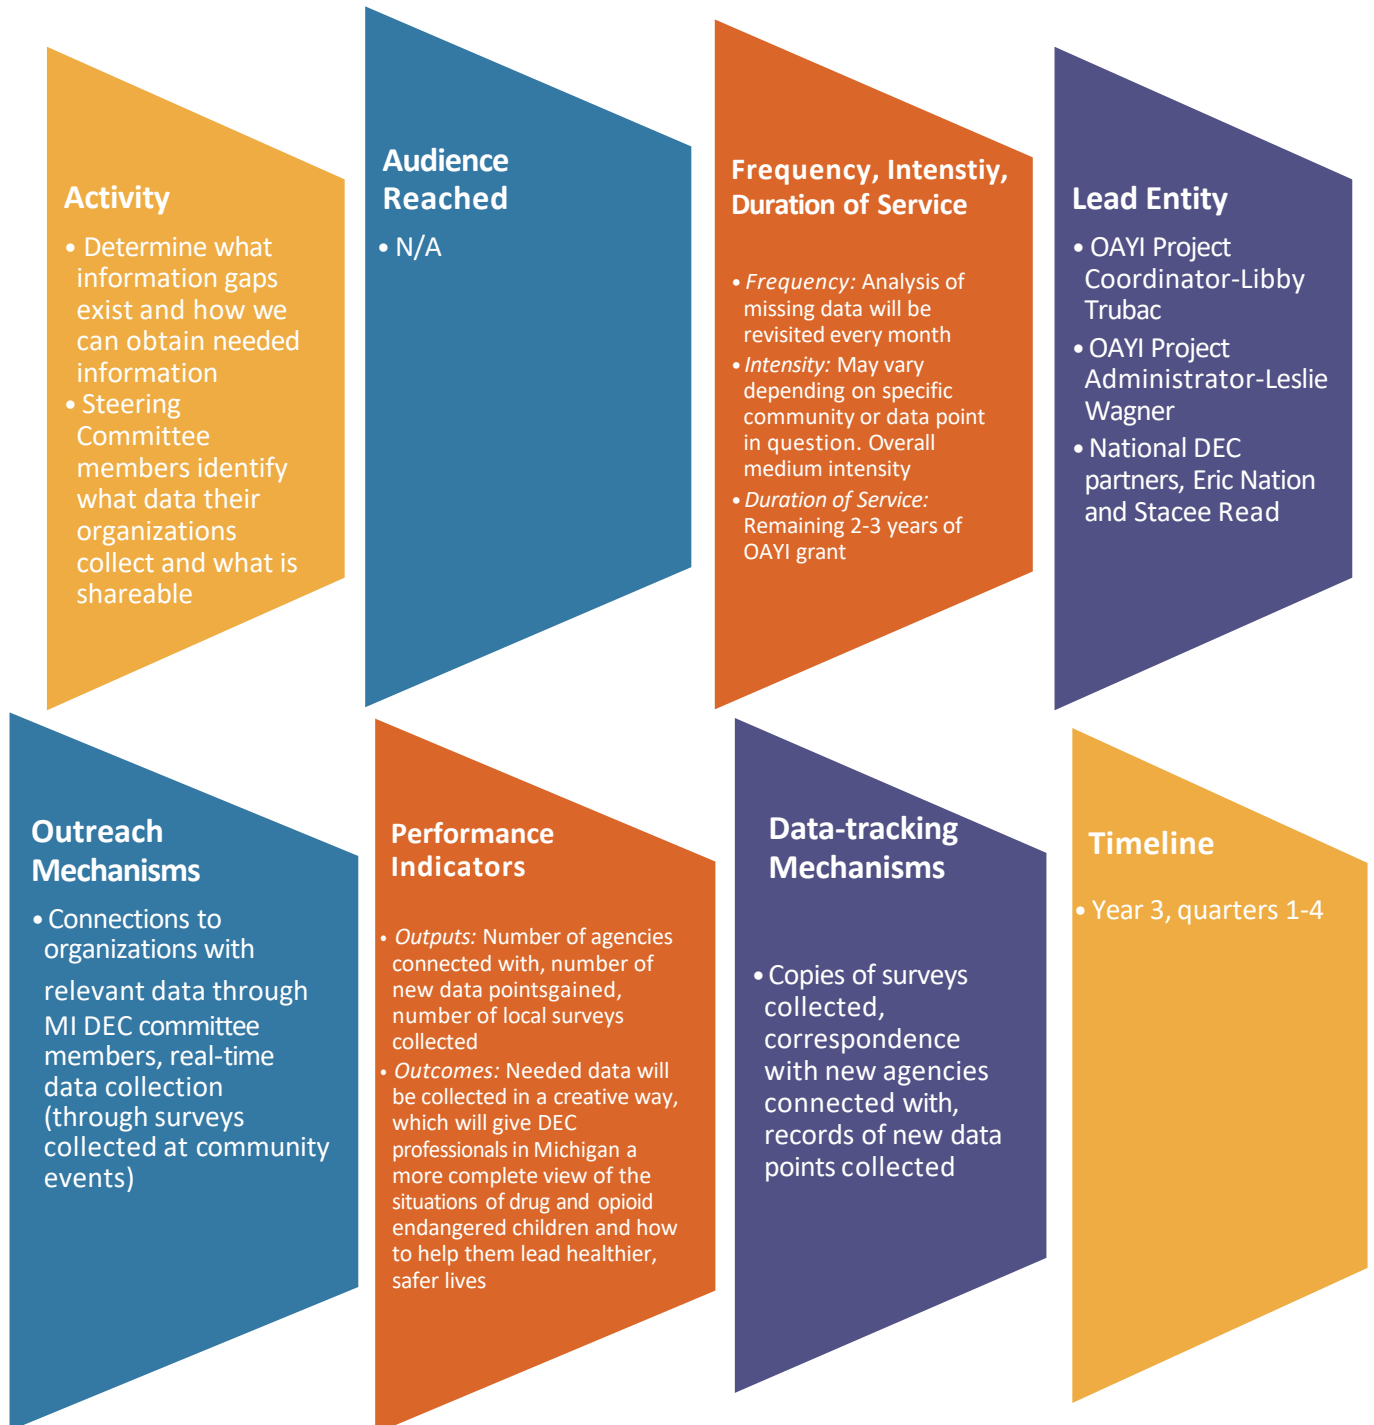 Activity
• Determine what
information gaps
exist and how we
can obtain needed
information
• Steering
Committee
members identify
what data their
organizations
collect and what is
shareable
Audience
Reached
• N/A
Frequency, Intenstiy,
Duration of Service
• Frequency: Analysis of
missing data will be
revisited every month
• Intensity: May vary
depending on specific
community or data point
in question. Overall
medium intensity
• Duration of Service:
Remaining 2-3 years of
OAYI grant
Lead Entity
• OAYI Project
Coordinator-Libby
Trubac
• OAYI Project
Administrator-Leslie
Wagner
• National DEC
partners, Eric Nation
and Stacee Read
Outreach
Mechanisms
• Connections to
organizations with
relevant data through
MI DEC committee
members, real-time
data collection
(through surveys
collected at community
events)
Performance
Indicators
• Outputs: Number of agencies
connected with, number of
new data pointsgained,
number of local surveys
collected
• Outcomes: Needed data will
be collected in a creative way,
which will give DEC
professionals in Michigan a
more complete view of the
situations of drug and opioid
endangered children and how
to help them lead healthier,
safer lives
Data-tracking
Mechanisms
• Copies of surveys
collected,
correspondence
with new agencies
connected with,
records of new data
points collected
Timeline
• Year 3, quarters 1-4